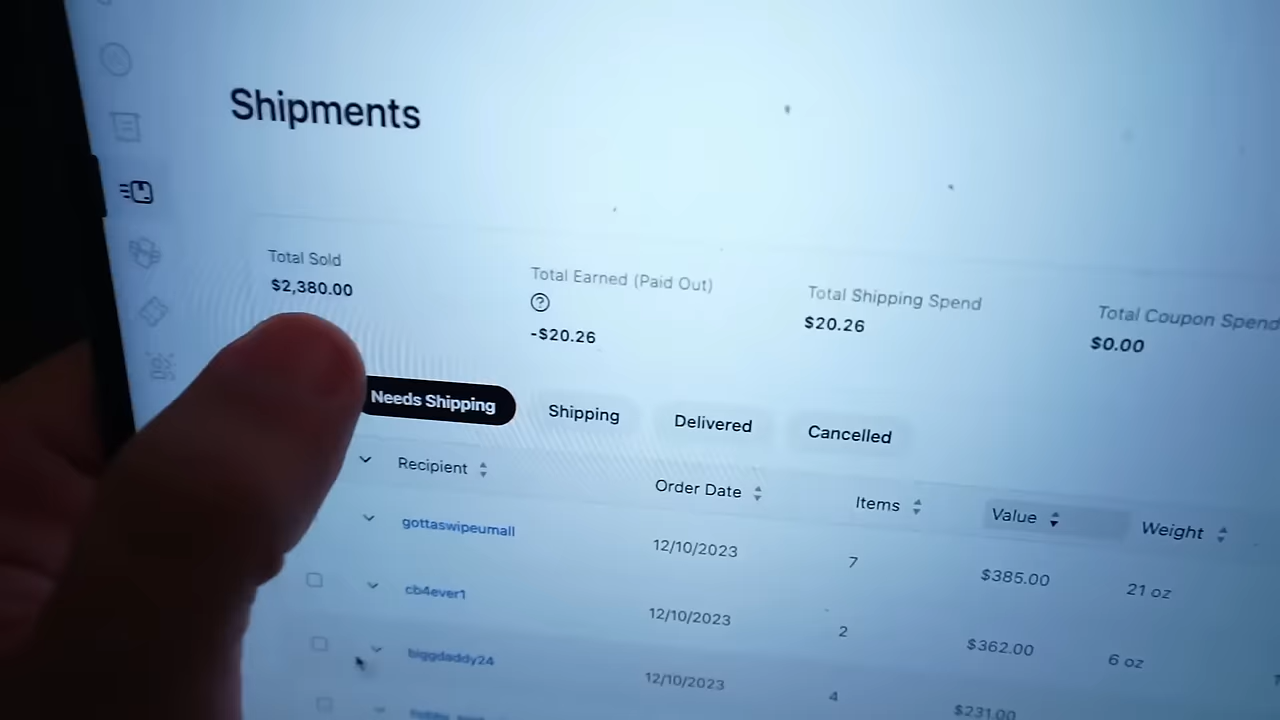 Shipments
Total Sold
$2,380.00
Total Earned (Paid Out)
-$20.26
Total Shipping Spend
$20.26
Total Coupon Spend
$0.00
Needs Shipping Shipping Delivered Cancelled
Recipient Order Date Items Value Weight
gottaswipeumall 12/10/2023 7 $385.00 21 oz
cb4ever1 12/10/2023 2 $362.00 6 oz
biggdaddy24 12/10/2023 4 $231.00